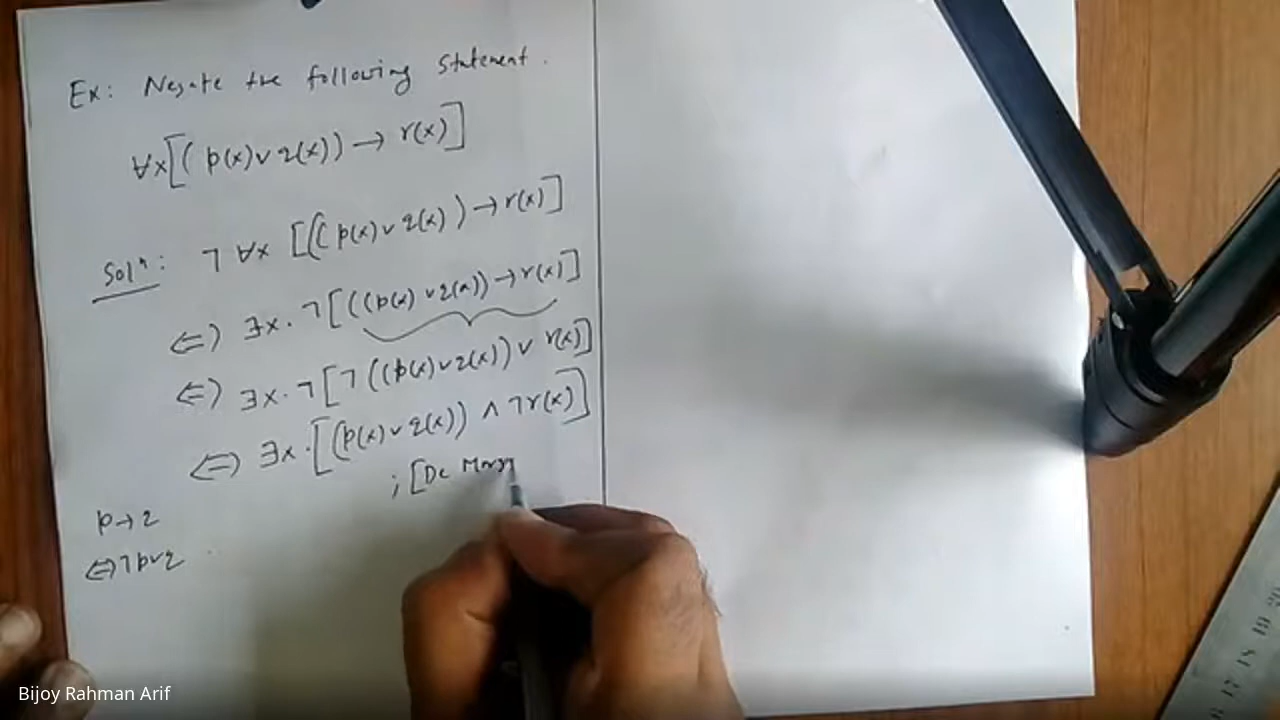 Ex: Negate the following statement.
∀x[(p(x)∨q(x))→r(x)]
Solⁿ: ¬∀x [((p(x)∨q(x))→r(x)]
⇔ ∃x.¬[((p(x)∨q(x))→r(x)]
⇔ ∃x.¬[¬((p(x)∨q(x))∨r(x)]
⇔ ∃x.[(p(x)∨q(x))∧¬r(x)]
; [De Morg
p→q
⇔¬p∨q
Bijoy Rahman Arif